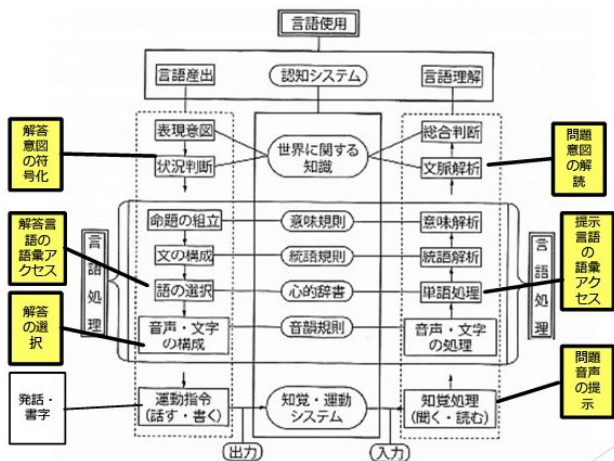 言語使用
言語産出
認知システム
言語理解
表現意図
状況判断
世界に関する
知識
総合判断
文脈解析
解答
意図
の符
号化
問題
意図
の解
読
命題の組立
意味規則
意味解析
文の構成
統語規則
統語解析
語の選択
心的辞書
単語処理
音声・文字
の構成
音韻規則
音声・文字
の処理
言語処理
言語処理
解答言
語の
語彙ア
クセス
提示
言語の
語彙
アクセ
ス
解答
の選
択
発話・
書字
運動指令
(話す・書く)
知覚・運動
システム
知覚処理
(聞く・読む)
問題
音声
の提
示
出力
入力